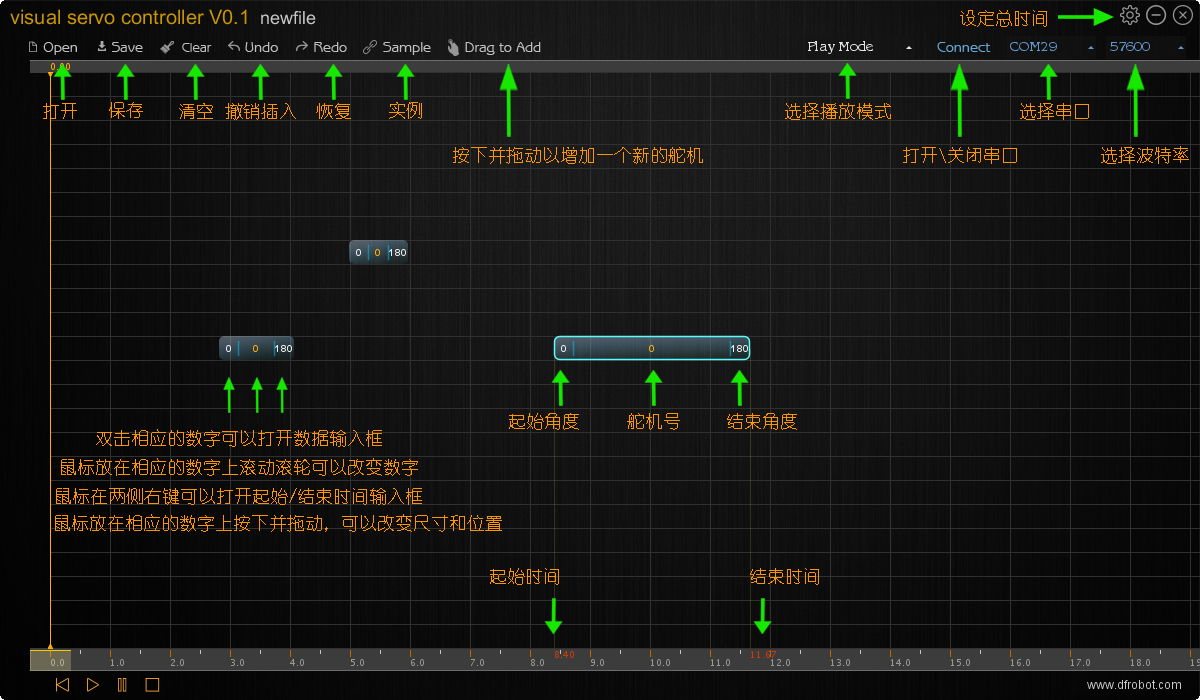 visual servo controller V0.1 newfile
设定总时间
Open Save Clear Undo Redo Sample Drag to Add Play Mode Connect COM29 57600
0.00
打开 保存 清空 撤销插入 恢复 实例 选择播放模式 选择串口
按下并拖动以增加一个新的舵机 打开\关闭串口 选择波特率
0 0 180
0 0 180 0 0 180
起始角度 舵机号 结束角度
双击相应的数字可以打开数据输入框
鼠标放在相应的数字上滚动滚轮可以改变数字
鼠标在两侧右键可以打开起始/结束时间输入框
鼠标放在相应的数字上按下并拖动，可以改变尺寸和位置
起始时间 结束时间
8.40 11.67
0.0 1.0 2.0 3.0 4.0 5.0 6.0 7.0 8.0 9.0 10.0 11.0 12.0 13.0 14.0 15.0 16.0 17.0 18.0 19
www.dfrobot.com